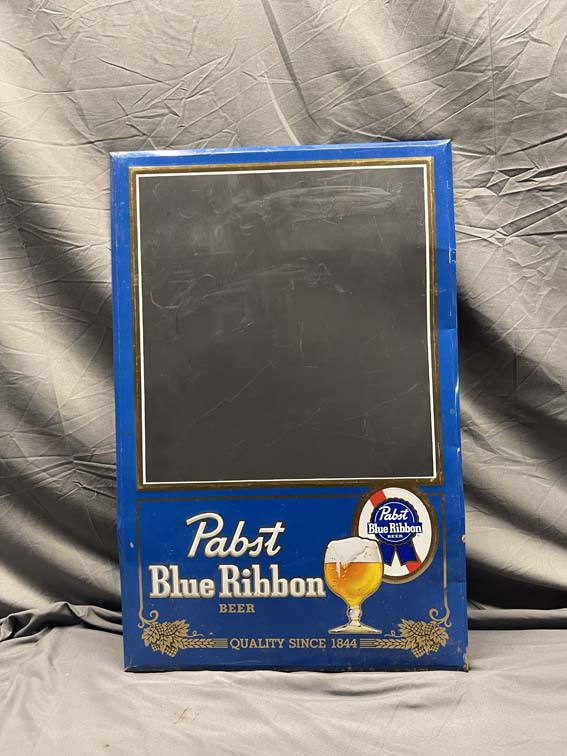 Pabst
Blue Ribbon
BEER
Pabst
Blue Ribbon
BEER
QUALITY SINCE 1844